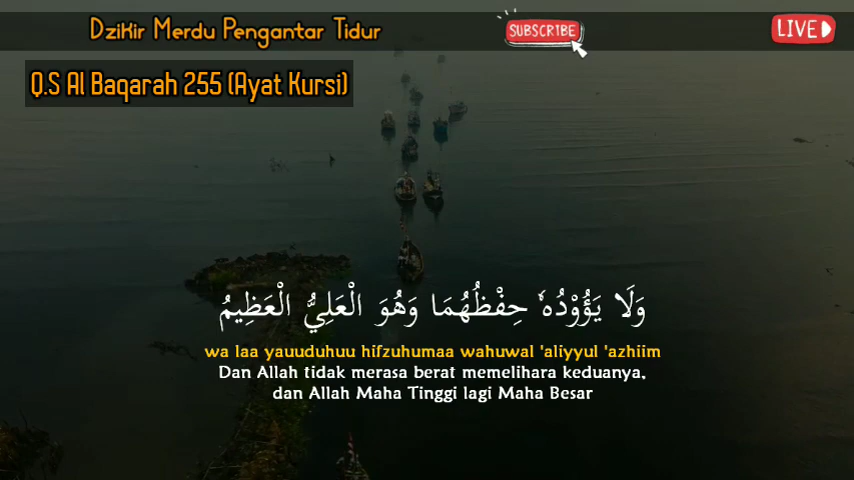 Dzikir Merdu Pengantar Tidur
SUBSCRIBE
LIVE
Q.S Al Baqarah 255 (Ayat Kursi)
وَلَا يَؤُوْدُهٗ حِفْظُهُمَا وَهُوَ الْعَلِيُّ الْعَظِيمُ
wa laa yauuduhuu hifzuhumaa wahuwal 'aliyyul 'azhiim
Dan Allah tidak merasa berat memelihara keduanya,
dan Allah Maha Tinggi lagi Maha Besar